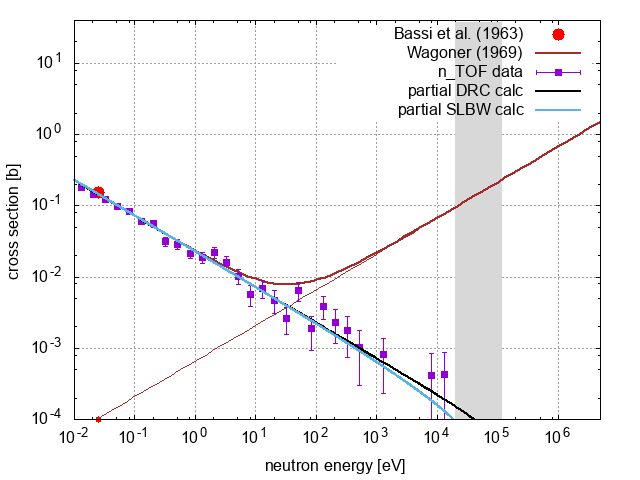 Bassi et al. (1963)
Wagoner (1969)
n_TOF data
partial DRC calc
partial SLBW calc
cross section [b]
10^1
10^0
10^-1
10^-2
10^-3
10^-4
10^-2 10^-1 10^0 10^1 10^2 10^3 10^4 10^5 10^6
neutron energy [eV]